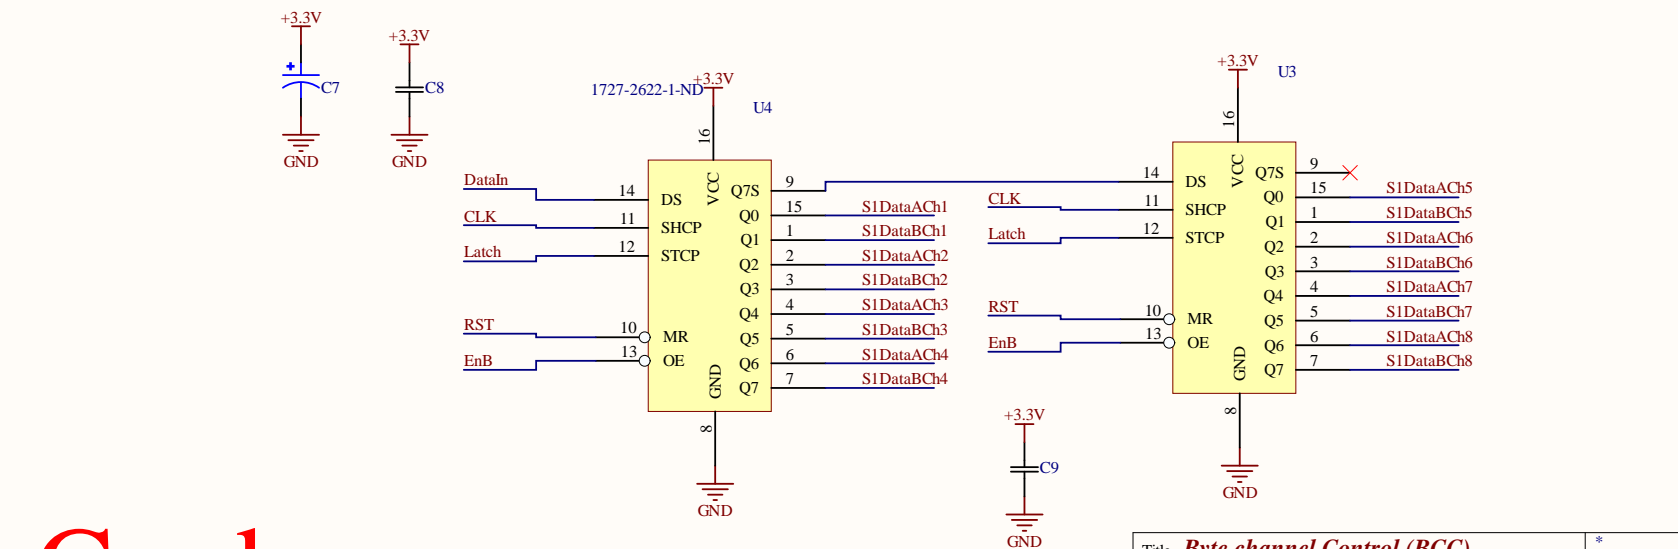 +3.3V
+
C7
GND
+3.3V
C8
GND
1727-2622-1-ND
+3.3V
U4
16
VCC
DataIn
14
DS
CLK
11
SHCP
Latch
12
STCP
RST
10
MR
EnB
13
OE
GND
8
GND
Q7S
9
Q0
15
S1DataACh1
Q1
1
S1DataBCh1
Q2
2
S1DataACh2
Q3
3
S1DataBCh2
Q4
4
S1DataACh3
Q5
5
S1DataBCh3
Q6
6
S1DataACh4
Q7
7
S1DataBCh4
+3.3V
U3
16
VCC
14
DS
CLK
11
SHCP
Latch
12
STCP
RST
10
MR
EnB
13
OE
GND
8
GND
Q7S
9
Q0
15
S1DataACh5
Q1
1
S1DataBCh5
Q2
2
S1DataACh6
Q3
3
S1DataBCh6
Q4
4
S1DataACh7
Q5
5
S1DataBCh7
Q6
6
S1DataACh8
Q7
7
S1DataBCh8
+3.3V
C9
GND
Title Byte channel Control (BCC)
*